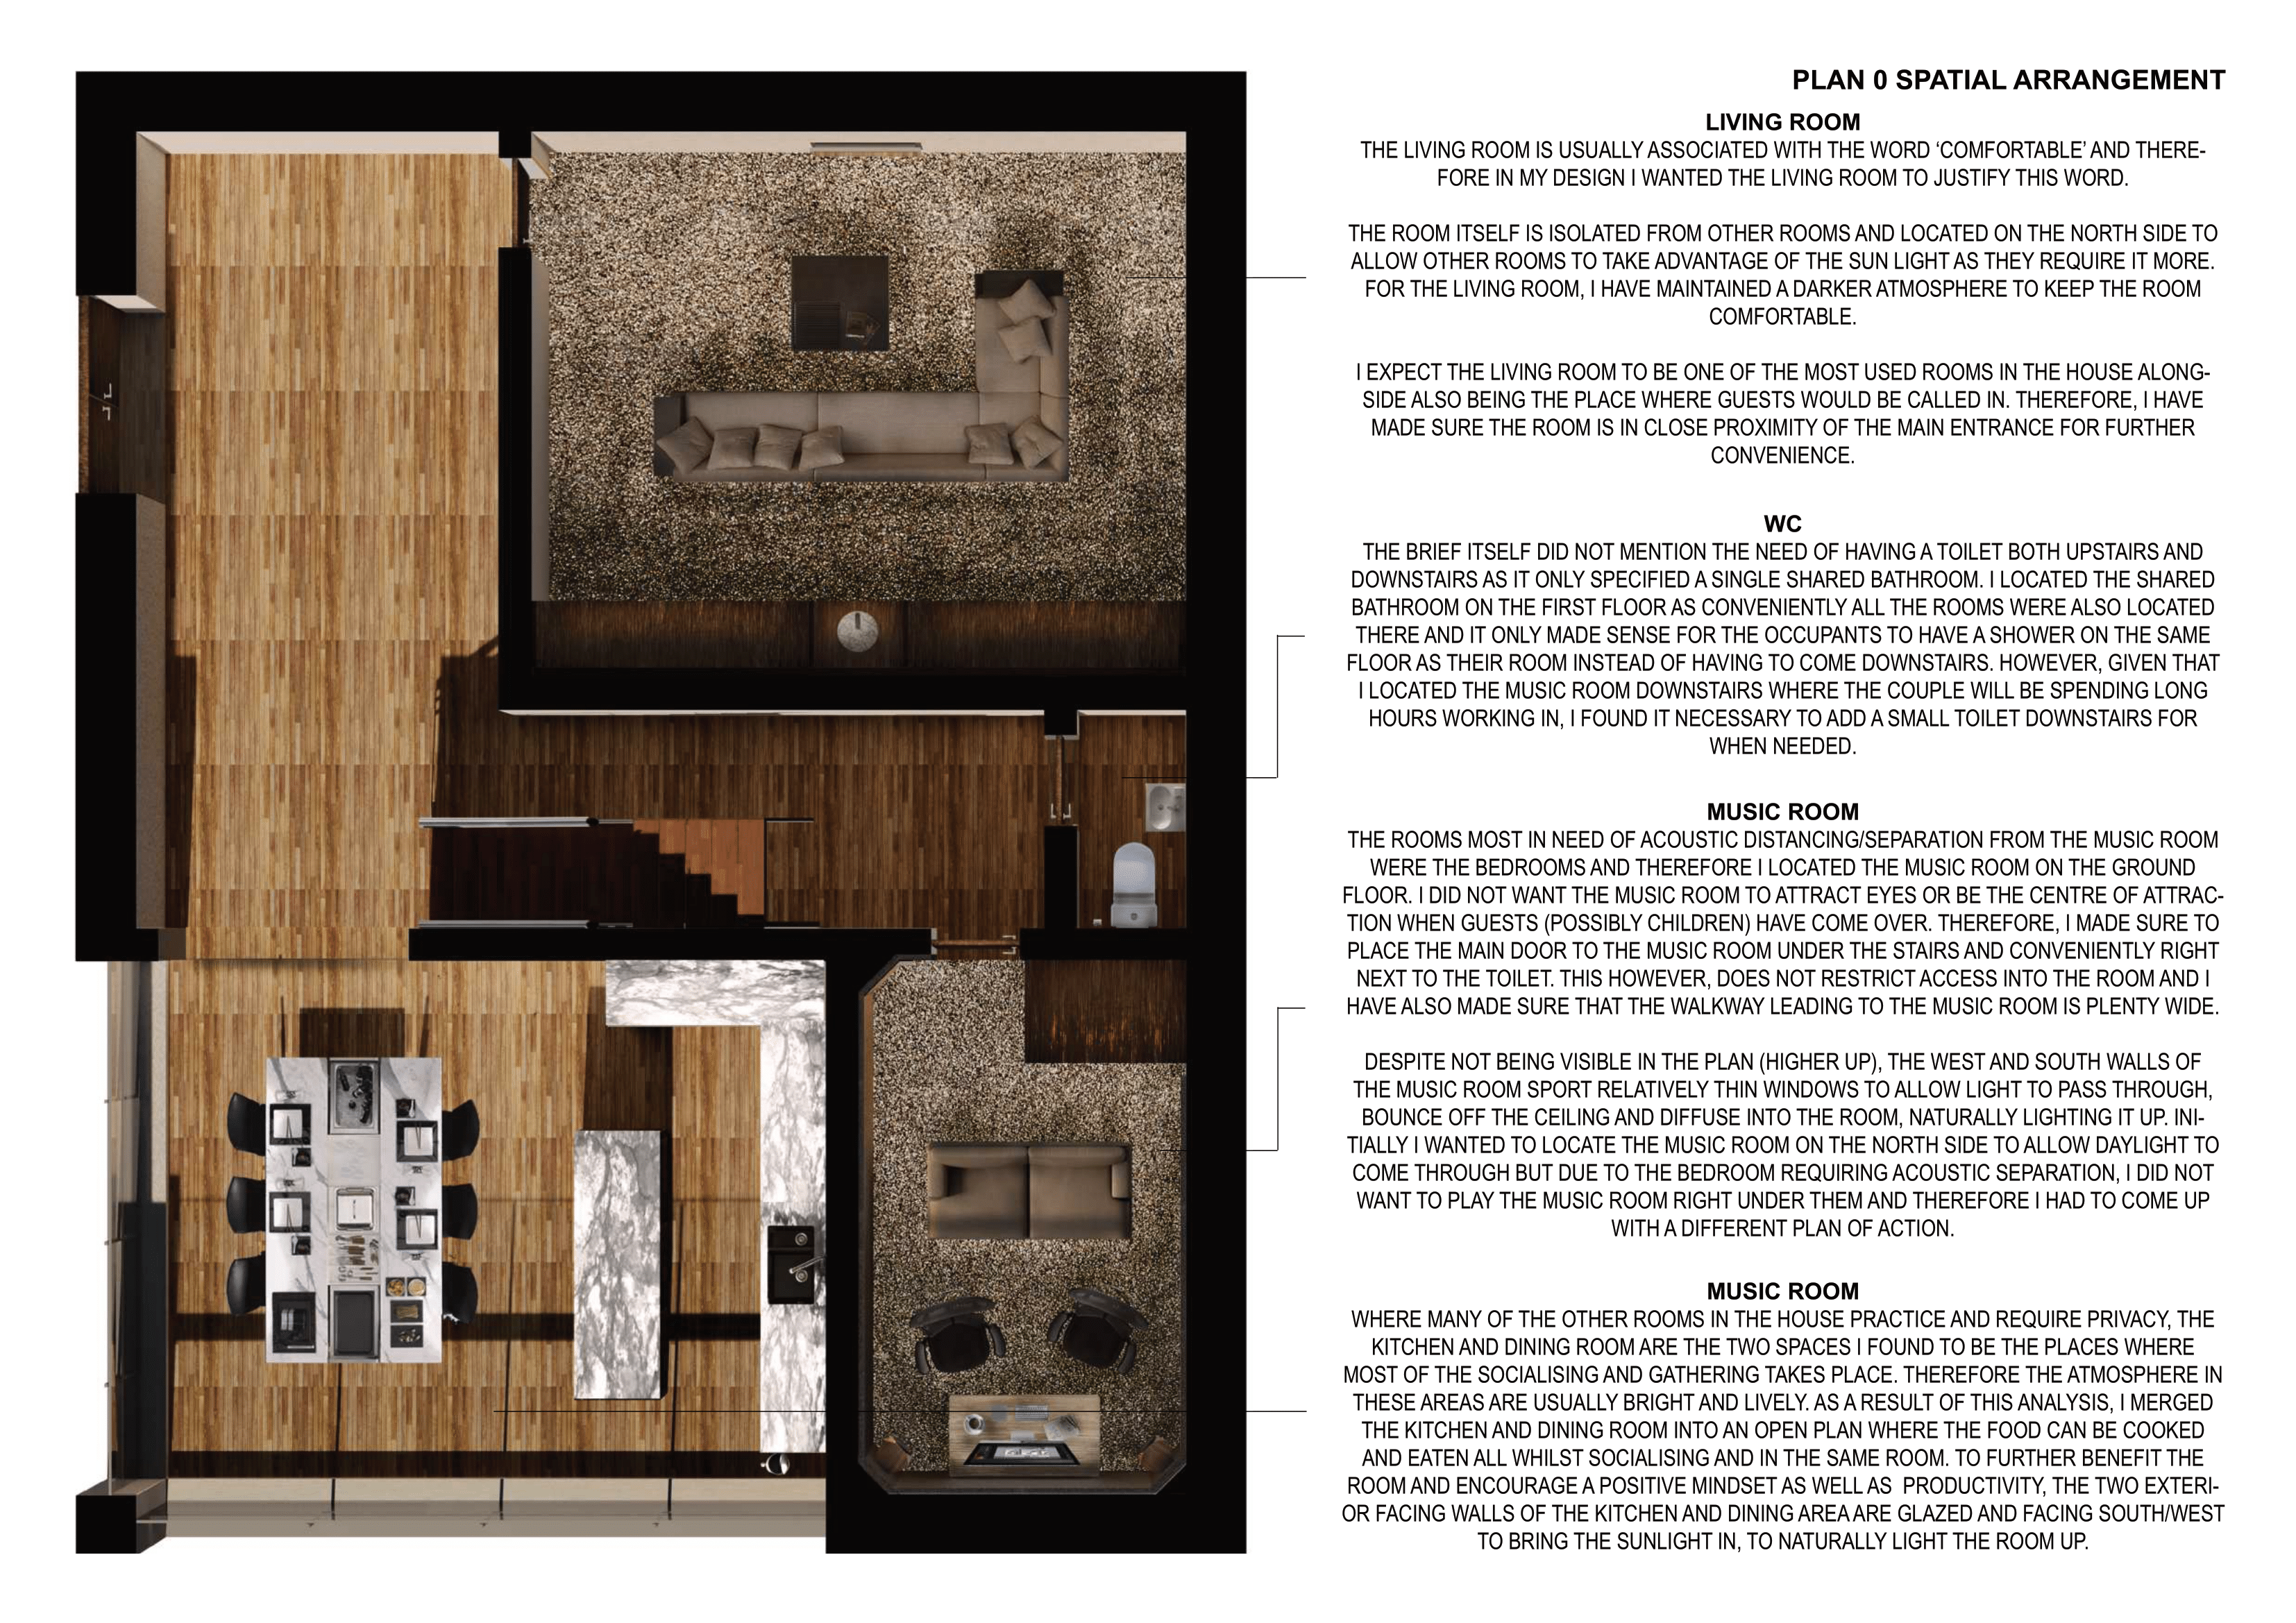 PLAN 0 SPATIAL ARRANGEMENT
LIVING ROOM
THE LIVING ROOM IS USUALLY ASSOCIATED WITH THE WORD ‘COMFORTABLE’ AND THERE-
FORE IN MY DESIGN I WANTED THE LIVING ROOM TO JUSTIFY THIS WORD.
THE ROOM ITSELF IS ISOLATED FROM OTHER ROOMS AND LOCATED ON THE NORTH SIDE TO
ALLOW OTHER ROOMS TO TAKE ADVANTAGE OF THE SUN LIGHT AS THEY REQUIRE IT MORE.
FOR THE LIVING ROOM, I HAVE MAINTAINED A DARKER ATMOSPHERE TO KEEP THE ROOM
COMFORTABLE.
I EXPECT THE LIVING ROOM TO BE ONE OF THE MOST USED ROOMS IN THE HOUSE ALONG-
SIDE ALSO BEING THE PLACE WHERE GUESTS WOULD BE CALLED IN. THEREFORE, I HAVE
MADE SURE THE ROOM IS IN CLOSE PROXIMITY OF THE MAIN ENTRANCE FOR FURTHER
CONVENIENCE.
WC
THE BRIEF ITSELF DID NOT MENTION THE NEED OF HAVING A TOILET BOTH UPSTAIRS AND
DOWNSTAIRS AS IT ONLY SPECIFIED A SINGLE SHARED BATHROOM. I LOCATED THE SHARED
BATHROOM ON THE FIRST FLOOR AS CONVENIENTLY ALL THE ROOMS WERE ALSO LOCATED
THERE AND IT ONLY MADE SENSE FOR THE OCCUPANTS TO HAVE A SHOWER ON THE SAME
FLOOR AS THEIR ROOM INSTEAD OF HAVING TO COME DOWNSTAIRS. HOWEVER, GIVEN THAT
I LOCATED THE MUSIC ROOM DOWNSTAIRS WHERE THE COUPLE WILL BE SPENDING LONG
HOURS WORKING IN, I FOUND IT NECESSARY TO ADD A SMALL TOILET DOWNSTAIRS FOR
WHEN NEEDED.
MUSIC ROOM
THE ROOMS MOST IN NEED OF ACOUSTIC DISTANCING/SEPARATION FROM THE MUSIC ROOM
WERE THE BEDROOMS AND THEREFORE I LOCATED THE MUSIC ROOM ON THE GROUND
FLOOR. I DID NOT WANT THE MUSIC ROOM TO ATTRACT EYES OR BE THE CENTRE OF ATTRAC-
TION WHEN GUESTS (POSSIBLY CHILDREN) HAVE COME OVER. THEREFORE, I MADE SURE TO
PLACE THE MAIN DOOR TO THE MUSIC ROOM UNDER THE STAIRS AND CONVENIENTLY RIGHT
NEXT TO THE TOILET. THIS HOWEVER, DOES NOT RESTRICT ACCESS INTO THE ROOM AND I
HAVE ALSO MADE SURE THAT THE WALKWAY LEADING TO THE MUSIC ROOM IS PLENTY WIDE.
DESPITE NOT BEING VISIBLE IN THE PLAN (HIGHER UP), THE WEST AND SOUTH WALLS OF
THE MUSIC ROOM SPORT RELATIVELY THIN WINDOWS TO ALLOW LIGHT TO PASS THROUGH,
BOUNCE OFF THE CEILING AND DIFFUSE INTO THE ROOM, NATURALLY LIGHTING IT UP. INI-
TIALLY I WANTED TO LOCATE THE MUSIC ROOM ON THE NORTH SIDE TO ALLOW DAYLIGHT TO
COME THROUGH BUT DUE TO THE BEDROOM REQUIRING ACOUSTIC SEPARATION, I DID NOT
WANT TO PLAY THE MUSIC ROOM RIGHT UNDER THEM AND THEREFORE I HAD TO COME UP
WITH A DIFFERENT PLAN OF ACTION.
MUSIC ROOM
WHERE MANY OF THE OTHER ROOMS IN THE HOUSE PRACTICE AND REQUIRE PRIVACY, THE
KITCHEN AND DINING ROOM ARE THE TWO SPACES I FOUND TO BE THE PLACES WHERE
MOST OF THE SOCIALISING AND GATHERING TAKES PLACE. THEREFORE THE ATMOSPHERE IN
THESE AREAS ARE USUALLY BRIGHT AND LIVELY. AS A RESULT OF THIS ANALYSIS, I MERGED
THE KITCHEN AND DINING ROOM INTO AN OPEN PLAN WHERE THE FOOD CAN BE COOKED
AND EATEN ALL WHILST SOCIALISING AND IN THE SAME ROOM. TO FURTHER BENEFIT THE
ROOM AND ENCOURAGE A POSITIVE MINDSET AS WELL AS PRODUCTIVITY, THE TWO EXTERI-
OR FACING WALLS OF THE KITCHEN AND DINING AREA ARE GLAZED AND FACING SOUTH/WEST
TO BRING THE SUNLIGHT IN, TO NATURALLY LIGHT THE ROOM UP.